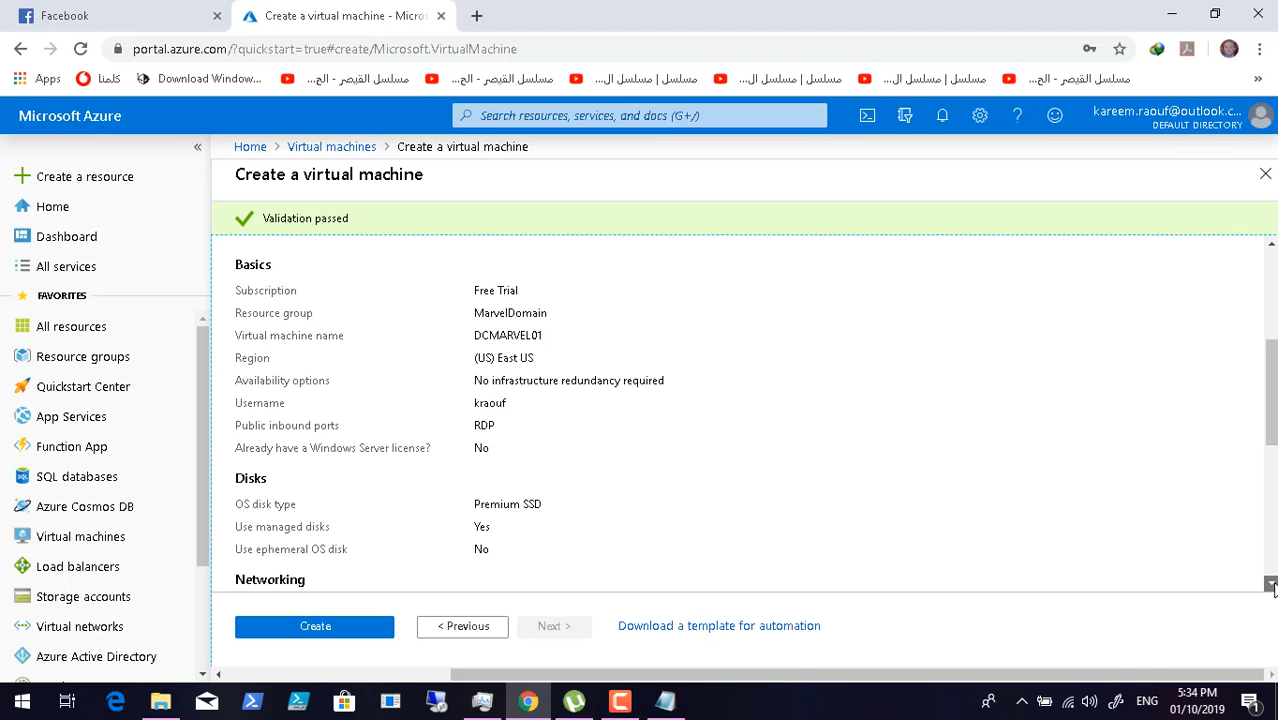 Facebook
Create a virtual machine - Micros
portal.azure.com/?quickstart=true#create/Microsoft.VirtualMachine
Apps
كلمنا
Download Window...
مسلسل القيصر - الح...
مسلسل القيصر - الح...
مسلسل | مسلسل ال...
مسلسل | مسلسل ال...
مسلسل | مسلسل ال...
مسلسل القيصر - الح...
»
Microsoft Azure
Search resources, services, and docs (G+/)
kareem.raouf@outlook.c...
DEFAULT DIRECTORY
«
Home > Virtual machines > Create a virtual machine
Create a virtual machine
Create a resource
Home
Dashboard
All services
FAVORITES
All resources
Resource groups
Quickstart Center
App Services
Function App
SQL databases
Azure Cosmos DB
Virtual machines
Load balancers
Storage accounts
Virtual networks
Azure Active Directory
Validation passed
Basics
Subscription Free Trial
Resource group MarvelDomain
Virtual machine name DCMARVEL01
Region (US) East US
Availability options No infrastructure redundancy required
Username kraouf
Public inbound ports RDP
Already have a Windows Server license? No
Disks
OS disk type Premium SSD
Use managed disks Yes
Use ephemeral OS disk No
Networking
Create
< Previous
Next >
Download a template for automation
ENG
5:34 PM
01/10/2019
1